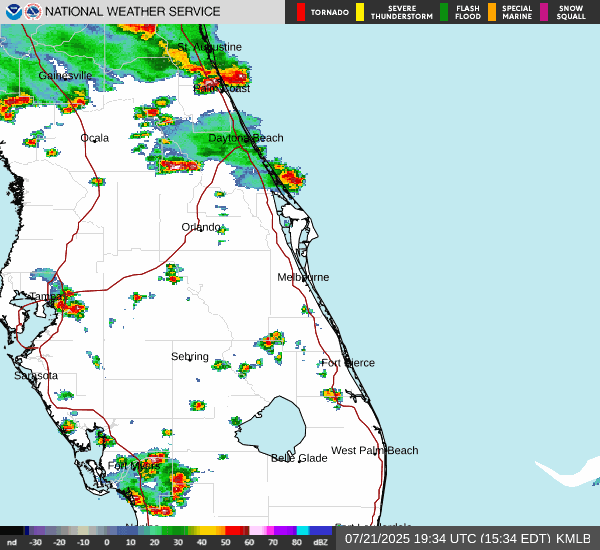 NATIONAL WEATHER SERVICE
TORNADO
SEVERE THUNDERSTORM
FLASH FLOOD
SPECIAL MARINE
SNOW SQUALL
St. Augustine
Gainesville
Palm Coast
Ocala
Daytona Beach
Orlando
Melbourne
Tampa
Sebring
Fort Pierce
Sarasota
West Palm Beach
Belle Glade
Fort Myers
Fort Lauderdale
nd -30 -20 -10 0 10 20 30 40 50 60 70 80 dBZ
07/21/2025 19:34 UTC (15:34 EDT) KMLB